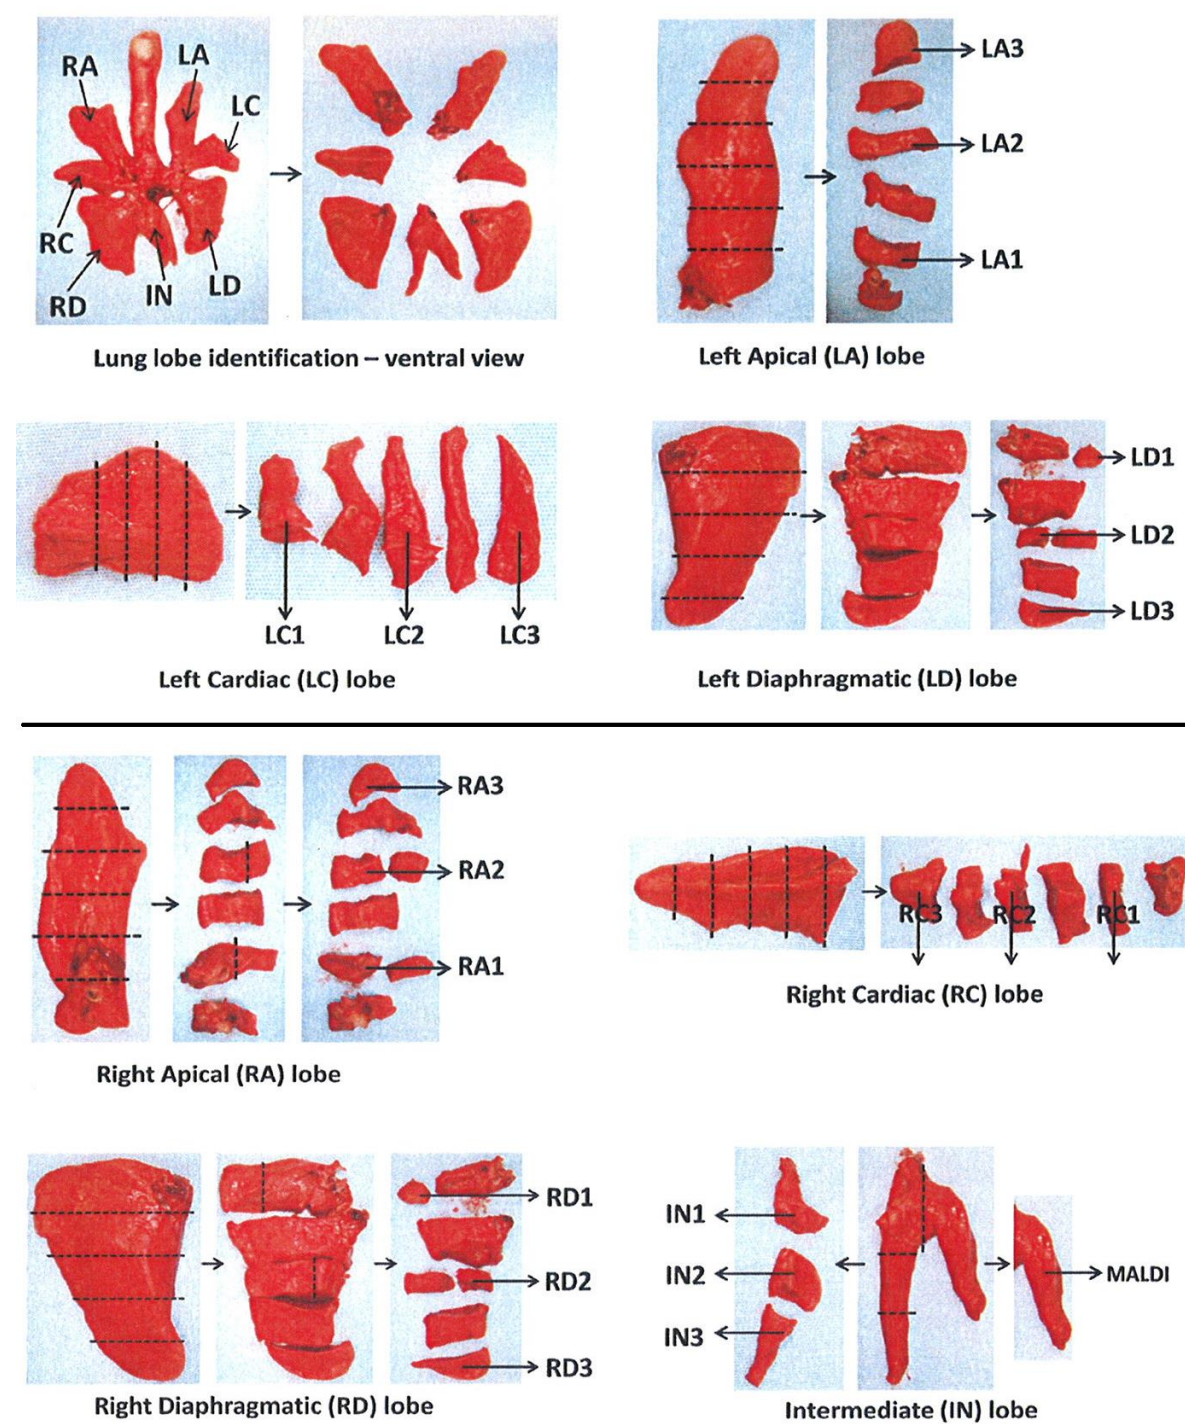 RA
LA
LC
RC
RD
IN
LD
Lung lobe identification – ventral view
LA3
LA2
LA1
Left Apical (LA) lobe
LC1
LC2
LC3
Left Cardiac (LC) lobe
LD1
LD2
LD3
Left Diaphragmatic (LD) lobe
RA3
RA2
RA1
Right Apical (RA) lobe
RC3
RC2
RC1
Right Cardiac (RC) lobe
RD1
RD2
RD3
Right Diaphragmatic (RD) lobe
IN1
IN2
IN3
MALDI
Intermediate (IN) lobe